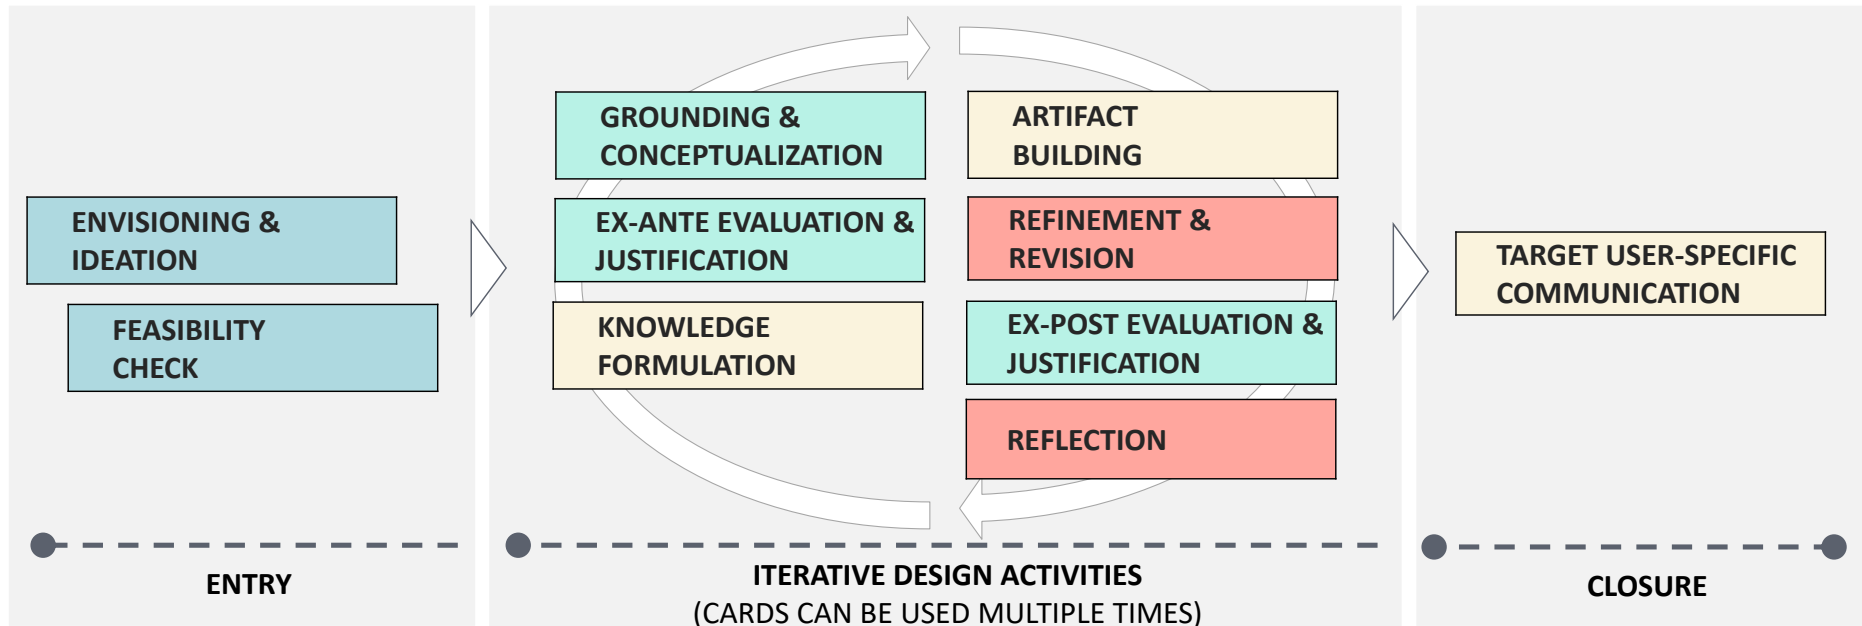 ENVISIONING &
IDEATION
FEASIBILITY
CHECK
ENTRY
GROUNDING &
CONCEPTUALIZATION
EX-ANTE EVALUATION &
JUSTIFICATION
KNOWLEDGE
FORMULATION
ARTIFACT
BUILDING
REFINEMENT &
REVISION
EX-POST EVALUATION &
JUSTIFICATION
REFLECTION
ITERATIVE DESIGN ACTIVITIES
(CARDS CAN BE USED MULTIPLE TIMES)
TARGET USER-SPECIFIC
COMMUNICATION
CLOSURE